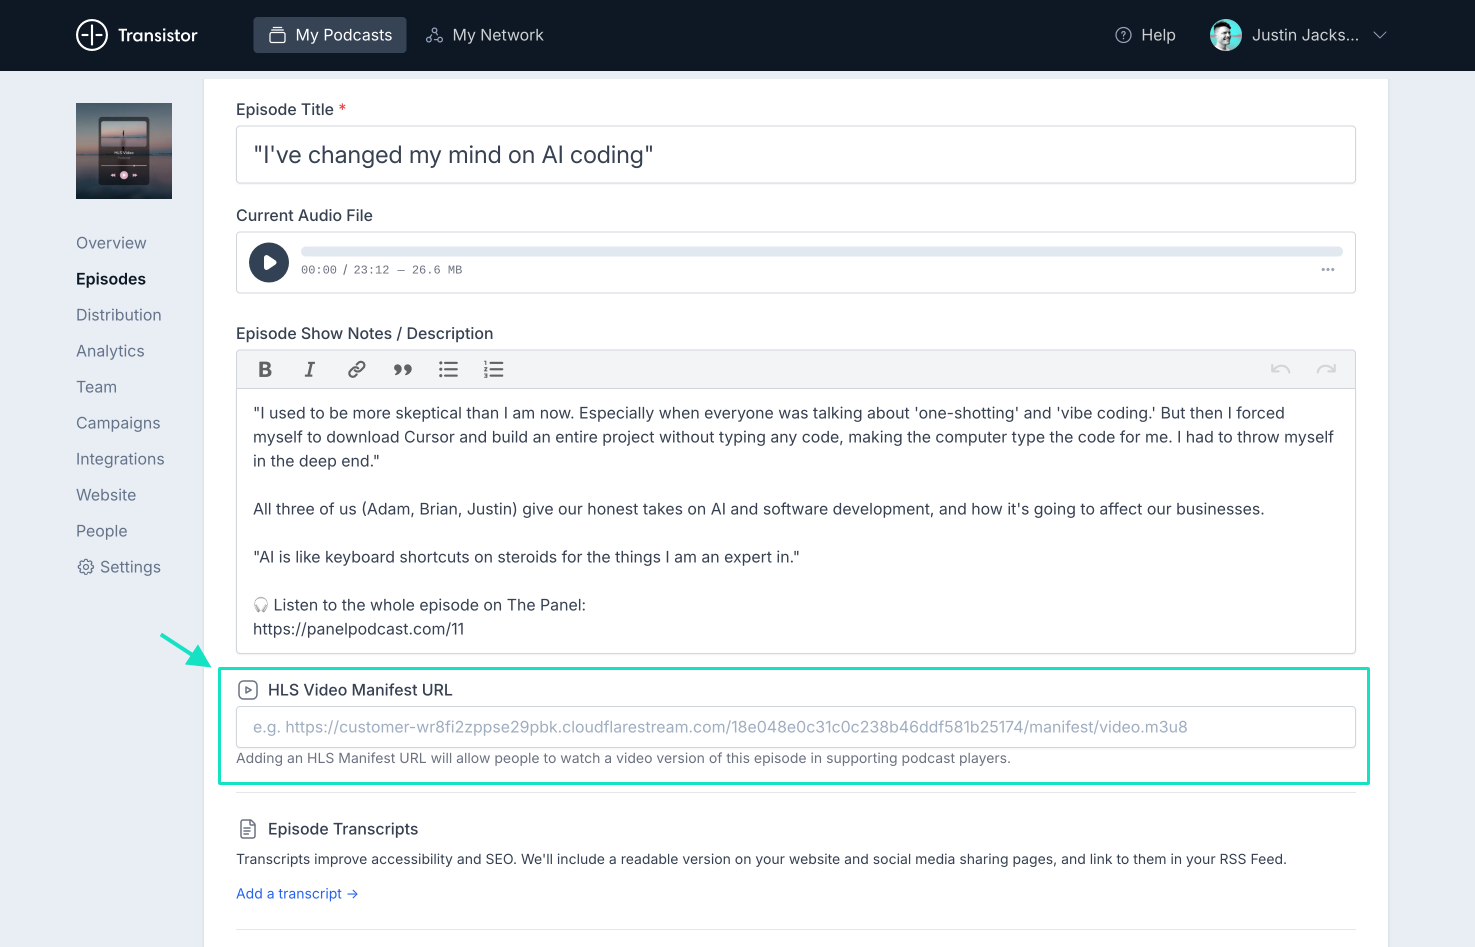 Transistor
My Podcasts
My Network
Help
Justin Jacks...
HLS Video
Overview
Episodes
Distribution
Analytics
Team
Campaigns
Integrations
Website
People
Settings
Episode Title *
"I've changed my mind on AI coding"
Current Audio File
00:00 / 23:12 — 26.6 MB
Episode Show Notes / Description
"I used to be more skeptical than I am now. Especially when everyone was talking about 'one-shotting' and 'vibe coding.' But then I forced
myself to download Cursor and build an entire project without typing any code, making the computer type the code for me. I had to throw myself
in the deep end."
All three of us (Adam, Brian, Justin) give our honest takes on AI and software development, and how it's going to affect our businesses.
"AI is like keyboard shortcuts on steroids for the things I am an expert in."
🎧 Listen to the whole episode on The Panel:
https://panelpodcast.com/11
HLS Video Manifest URL
e.g. https://customer-wr8fi2zppse29pbk.cloudflarestream.com/18e048e0c31c0c238b46ddf581b25174/manifest/video.m3u8
Adding an HLS Manifest URL will allow people to watch a video version of this episode in supporting podcast players.
Episode Transcripts
Transcripts improve accessibility and SEO. We'll include a readable version on your website and social media sharing pages, and link to them in your RSS Feed.
Add a transcript →